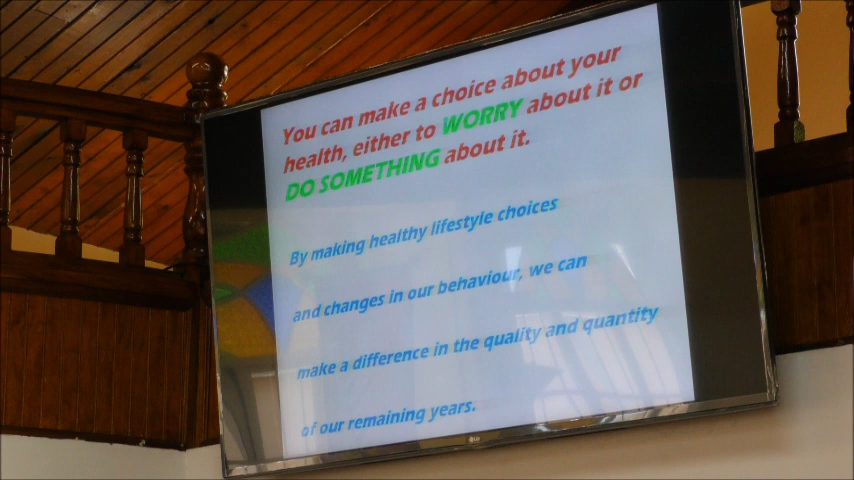 You can make a choice about your
health, either to WORRY about it or
DO SOMETHING about it.
By making healthy lifestyle choices
and changes in our behaviour, we can
make a difference in the quality and quantity
of our remaining years.
LG